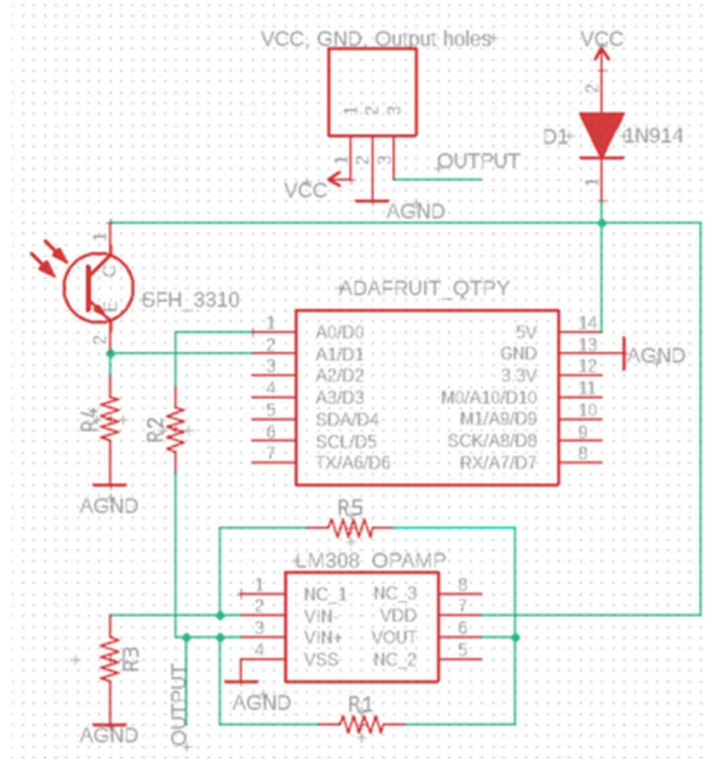 VCC, GND, Output holes
VCC
1 2 3
2
D1
1N914
1 2 3
OUTPUT
VCC
AGND
1
1
C
SFH_3310
E
2
ADAFRUIT_QTPY
1 A0/D0 5V 14
2 A1/D1 GND 13 AGND
3 A2/D2 3.3V 12
4 A3/D3 M0/A10/D10 11
5 SDA/D4 M1/A9/D9 10
6 SCL/D5 SCK/A8/D8 9
7 TX/A6/D6 RX/A7/D7 8
R4
R2
AGND
R5
LM308_OPAMP
1 NC_1 NC_3 8
2 VIN- VDD 7
3 VIN+ VOUT 6
4 VSS NC_2 5
R3
AGND
OUTPUT
AGND
R1